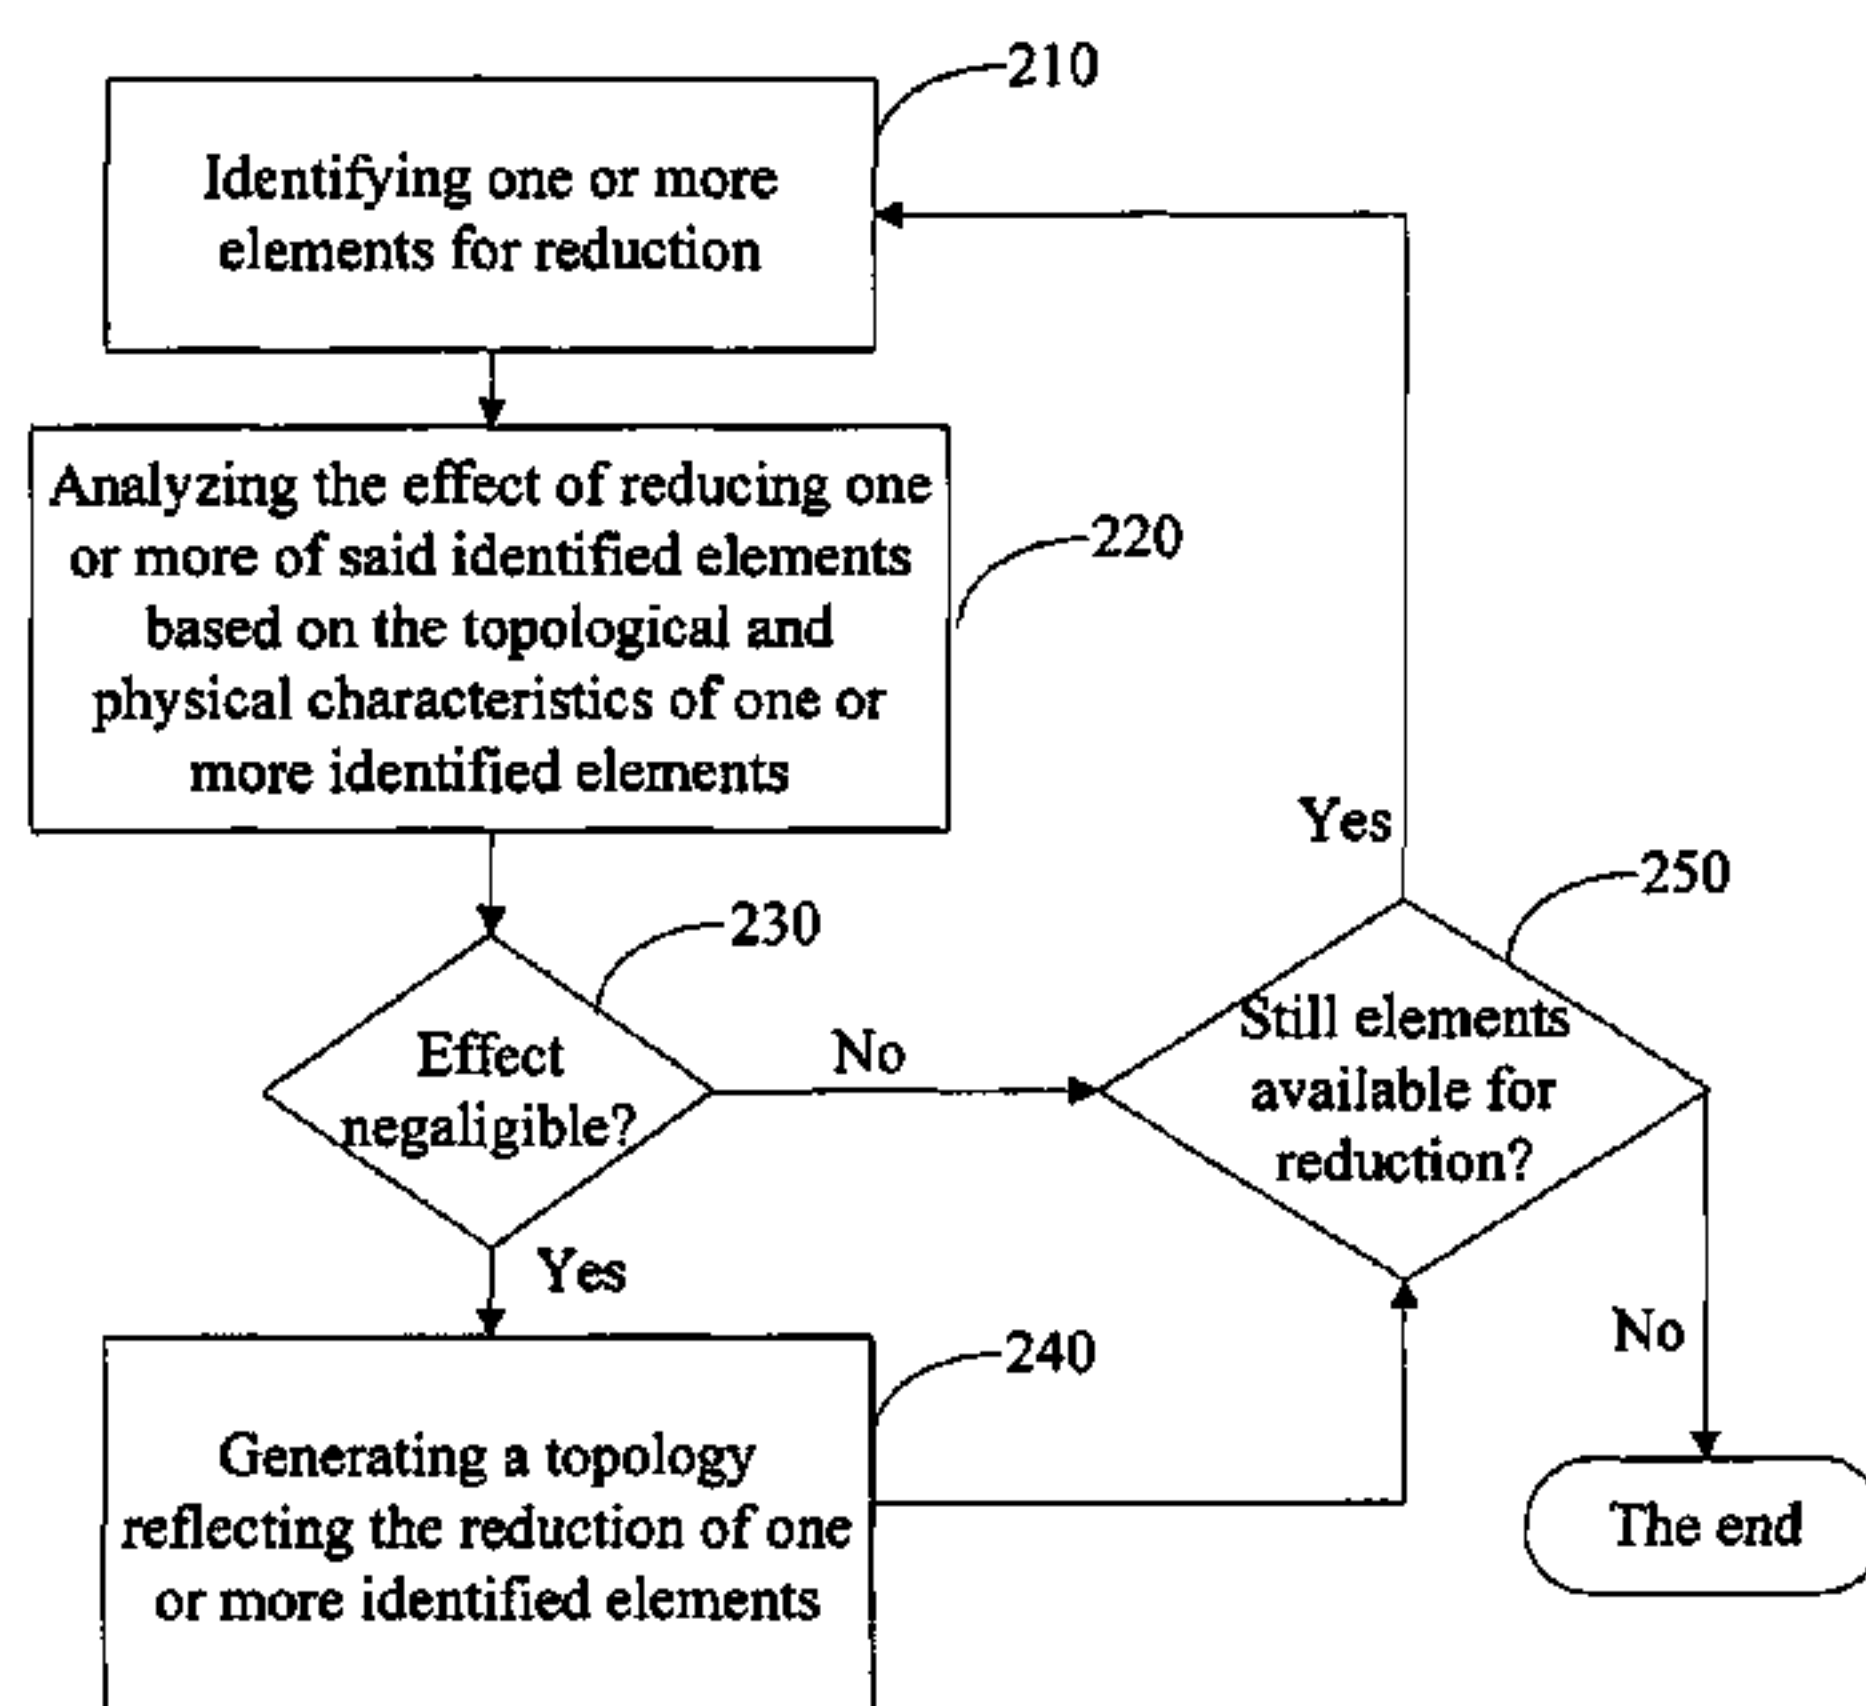 210
Identifying one or more
elements for reduction
Analyzing the effect of reducing one
or more of said identified elements
based on the topological and
physical characteristics of one or
more identified elements
220
Yes
250
230
Effect
negaligible?
No
Still elements
available for
reduction?
Yes
No
240
Generating a topology
reflecting the reduction of one
or more identified elements
The end